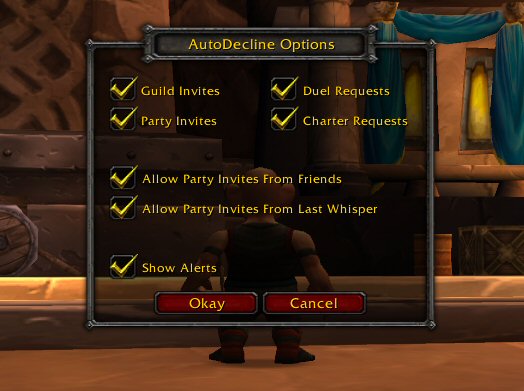 AutoDecline Options
Guild Invites
Duel Requests
Party Invites
Charter Requests
Allow Party Invites From Friends
Allow Party Invites From Last Whisper
Show Alerts
Okay
Cancel